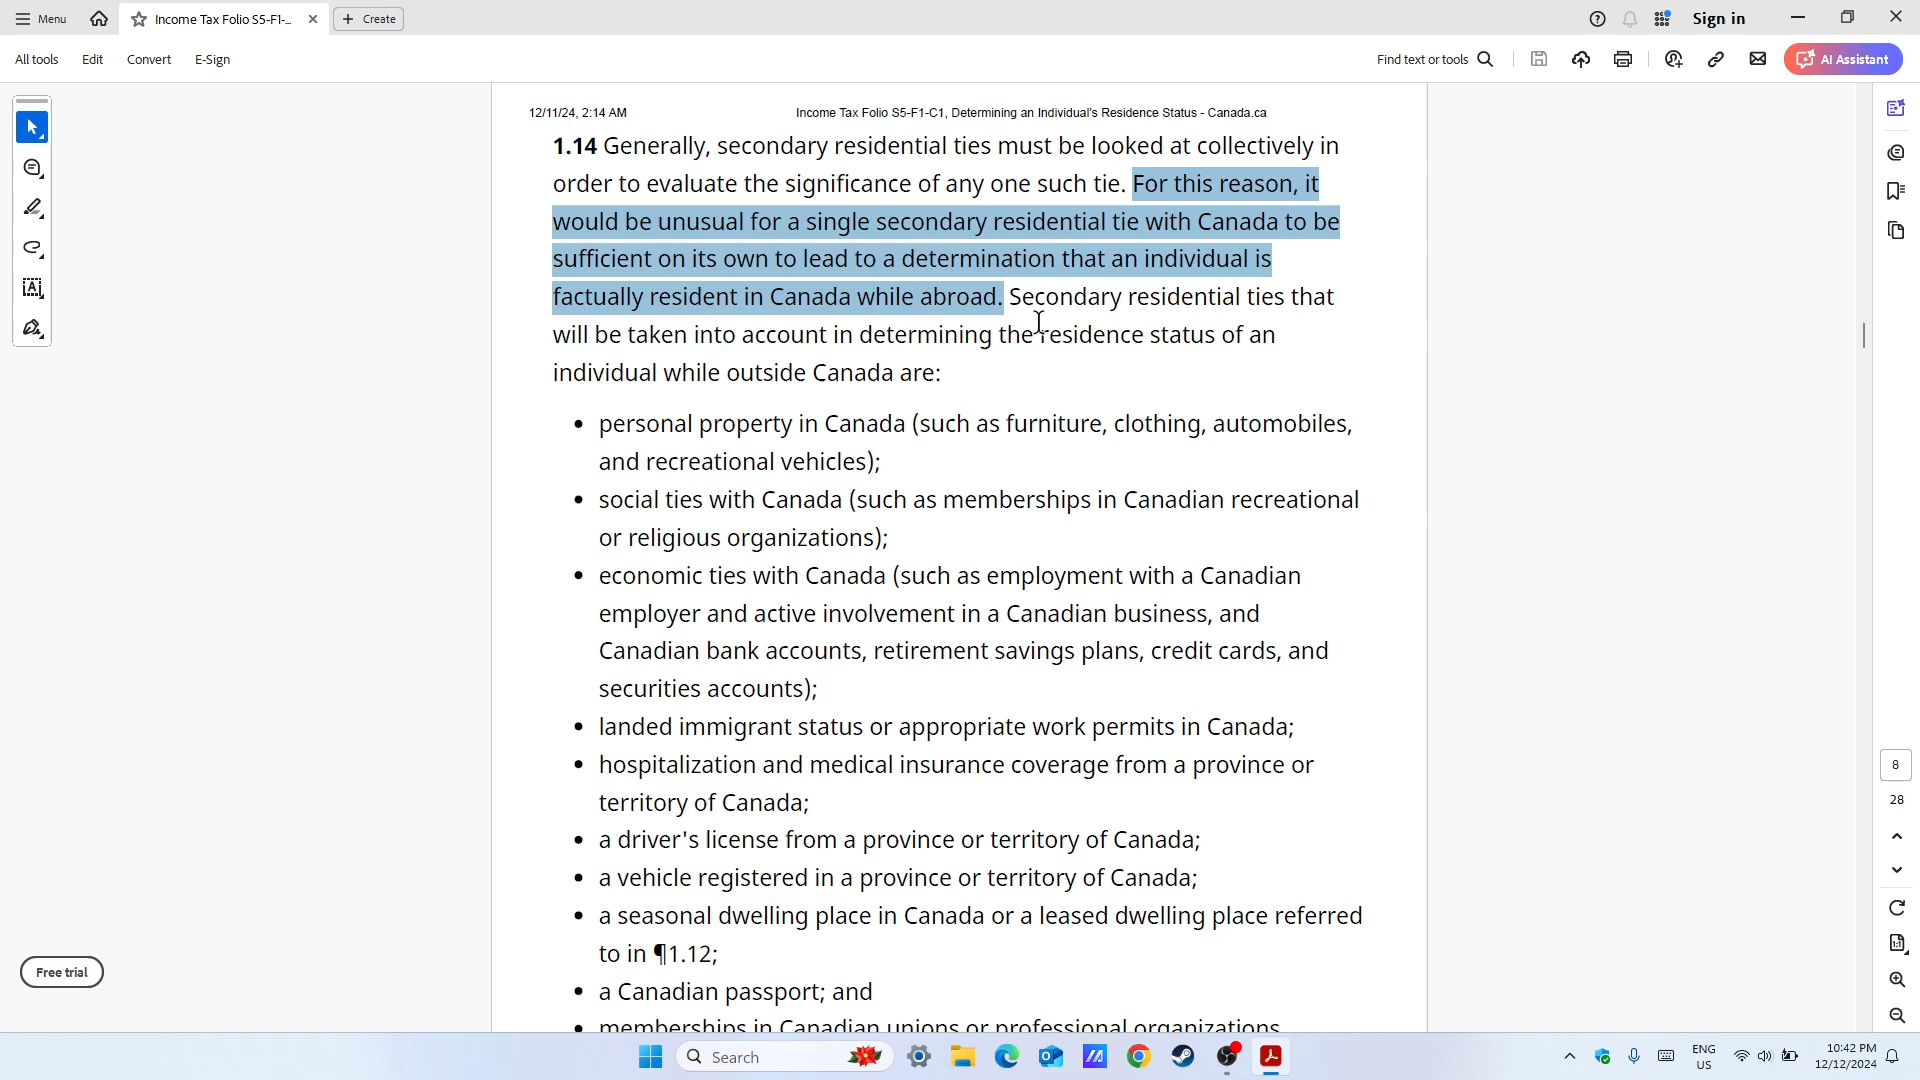 Menu
Income Tax Folio S5-F1-...
Create
Sign in
All tools
Edit
Convert
E-Sign
Find text or tools
AI Assistant
12/11/24, 2:14 AM
Income Tax Folio S5-F1-C1, Determining an Individual's Residence Status - Canada.ca
1.14 Generally, secondary residential ties must be looked at collectively in
order to evaluate the significance of any one such tie. For this reason, it
would be unusual for a single secondary residential tie with Canada to be
sufficient on its own to lead to a determination that an individual is
factually resident in Canada while abroad. Secondary residential ties that
will be taken into account in determining the residence status of an
individual while outside Canada are:
• personal property in Canada (such as furniture, clothing, automobiles,
and recreational vehicles);
• social ties with Canada (such as memberships in Canadian recreational
or religious organizations);
• economic ties with Canada (such as employment with a Canadian
employer and active involvement in a Canadian business, and
Canadian bank accounts, retirement savings plans, credit cards, and
securities accounts);
• landed immigrant status or appropriate work permits in Canada;
• hospitalization and medical insurance coverage from a province or
territory of Canada;
• a driver's license from a province or territory of Canada;
• a vehicle registered in a province or territory of Canada;
• a seasonal dwelling place in Canada or a leased dwelling place referred
to in ¶1.12;
• a Canadian passport; and
• memberships in Canadian unions or professional organizations
8
28
Free trial
Search
ENG
US
10:42 PM
12/12/2024